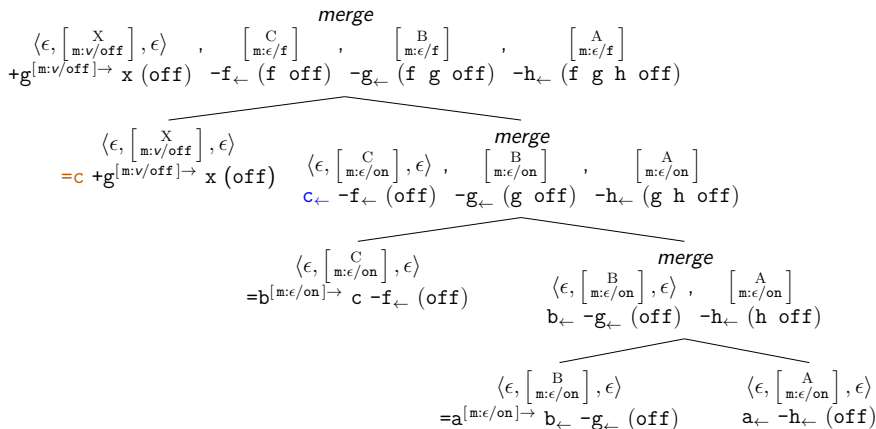 merge
⟨ϵ, [X m:v/off], ϵ⟩ , [C m:ϵ/f] , [B m:ϵ/f] , [A m:ϵ/f]
+g[m:v/off]→ x (off) -f← (f off) -g← (f g off) -h← (f g h off)
merge
⟨ϵ, [X m:v/off], ϵ⟩ ⟨ϵ, [C m:ϵ/on], ϵ⟩ , [B m:ϵ/on] , [A m:ϵ/on]
=c +g[m:v/off]→ x (off) c← -f← (off) -g← (g off) -h← (g h off)
merge
⟨ϵ, [C m:ϵ/on], ϵ⟩ ⟨ϵ, [B m:ϵ/on], ϵ⟩ , [A m:ϵ/on]
=b[m:ϵ/on]→ c -f← (off) b← -g← (off) -h← (h off)
⟨ϵ, [B m:ϵ/on], ϵ⟩ ⟨ϵ, [A m:ϵ/on], ϵ⟩
=a[m:ϵ/on]→ b← -g← (off) a← -h← (off)